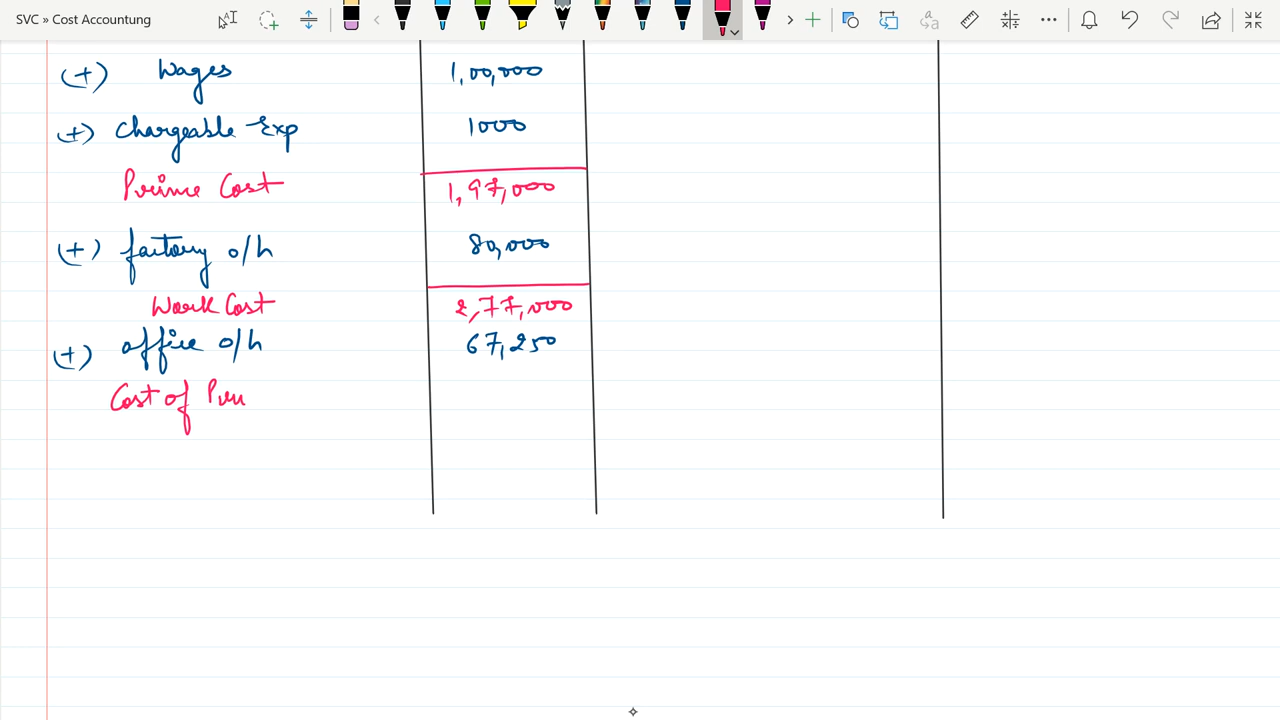 SVC » Cost Accountung
(+) Wages 1,00,000
(+) Chargeable Exp 1000
Prime Cost 1,97,000
(+) factory o/h 80,000
Work Cost 2,77,000
(+) office o/h 67,250
Cost of Pro